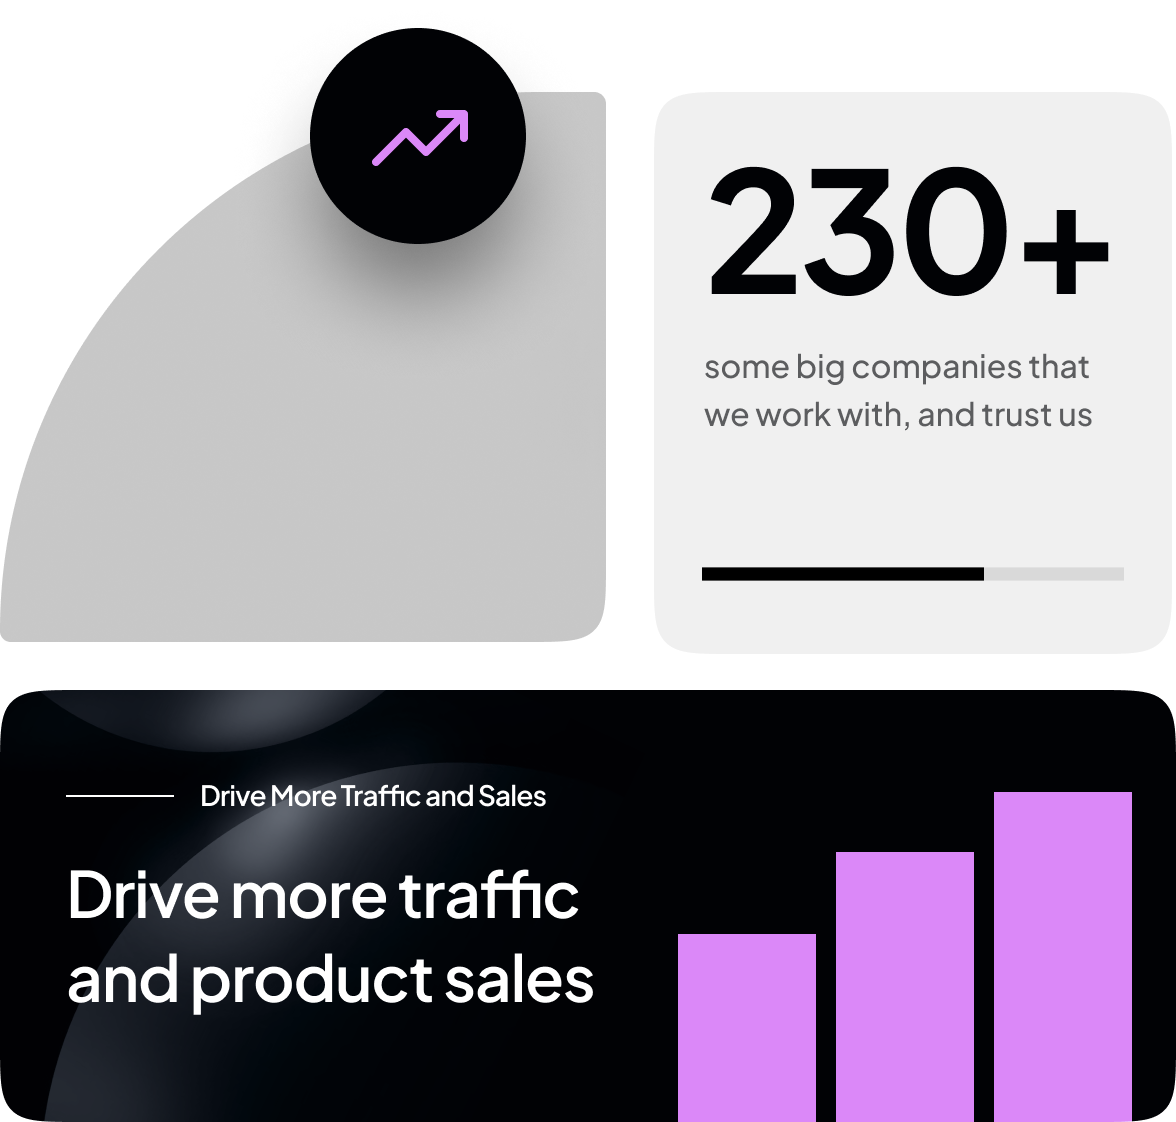 230+
some big companies that
we work with, and trust us
Drive More Traffic and Sales
Drive more traffic
and product sales